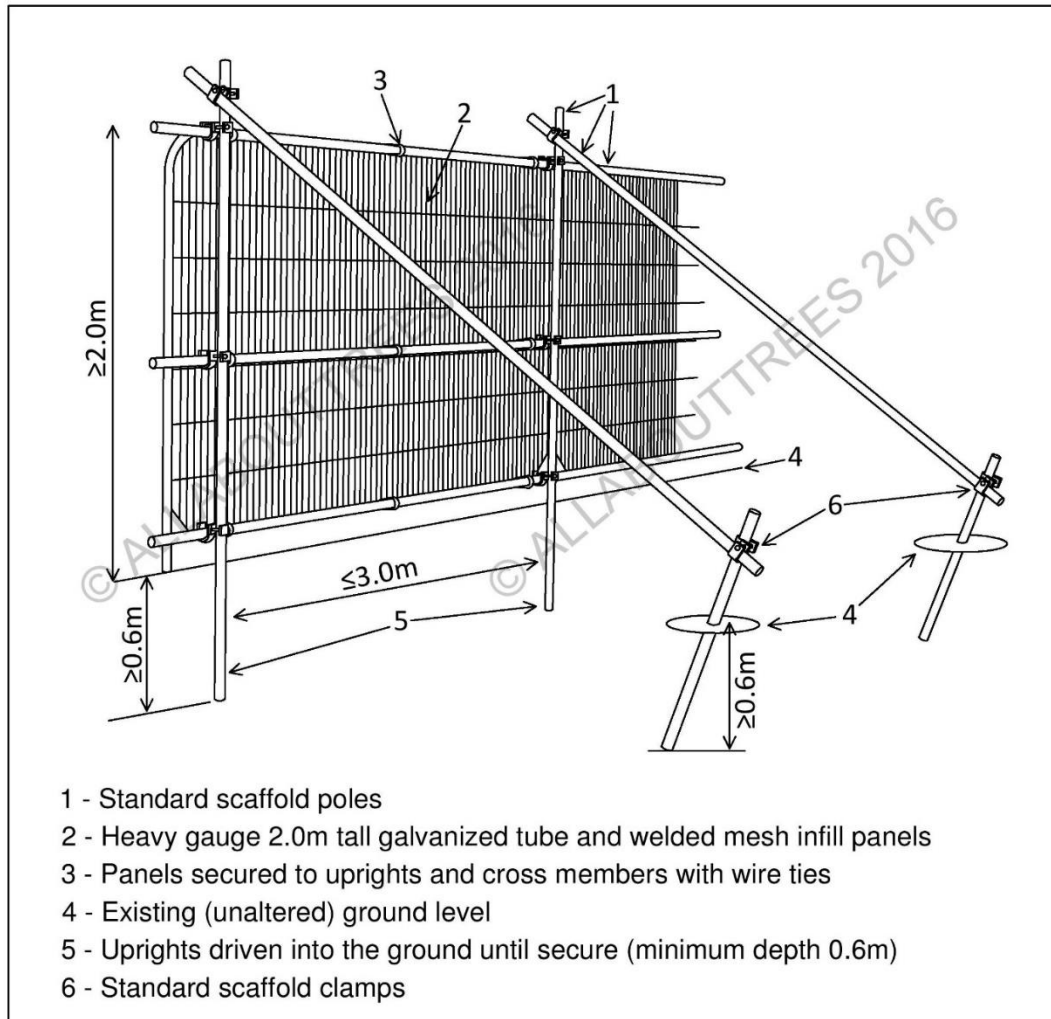 3
1
2
≥2.0m
© ALLABOUTTREES 2016
© ALLABOUTTREES 2016
4
6
≤3.0m
5
4
≥0.6m
≥0.6m
1 - Standard scaffold poles
2 - Heavy gauge 2.0m tall galvanized tube and welded mesh infill panels
3 - Panels secured to uprights and cross members with wire ties
4 - Existing (unaltered) ground level
5 - Uprights driven into the ground until secure (minimum depth 0.6m)
6 - Standard scaffold clamps